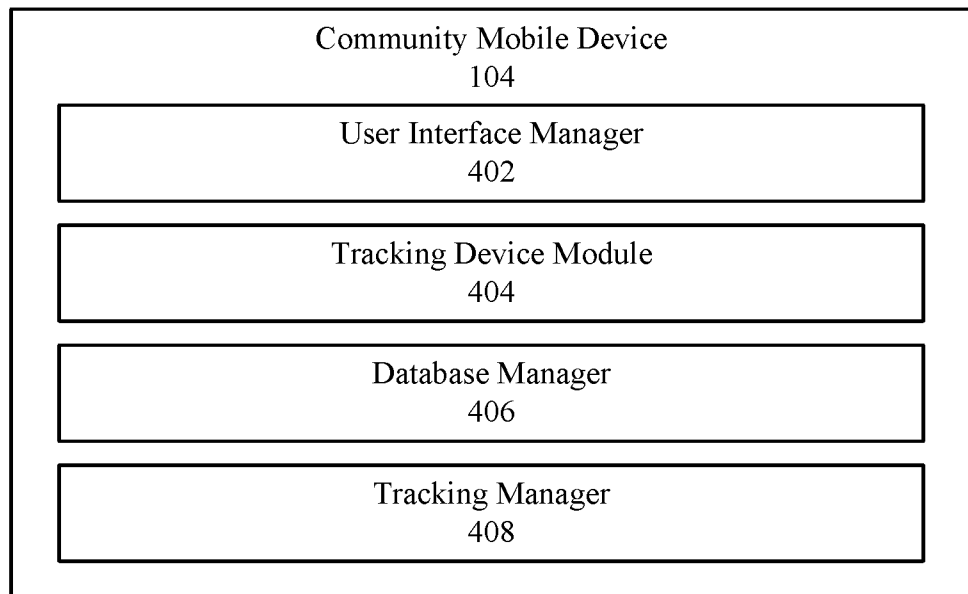 Community Mobile Device
104
User Interface Manager
402
Tracking Device Module
404
Database Manager
406
Tracking Manager
408